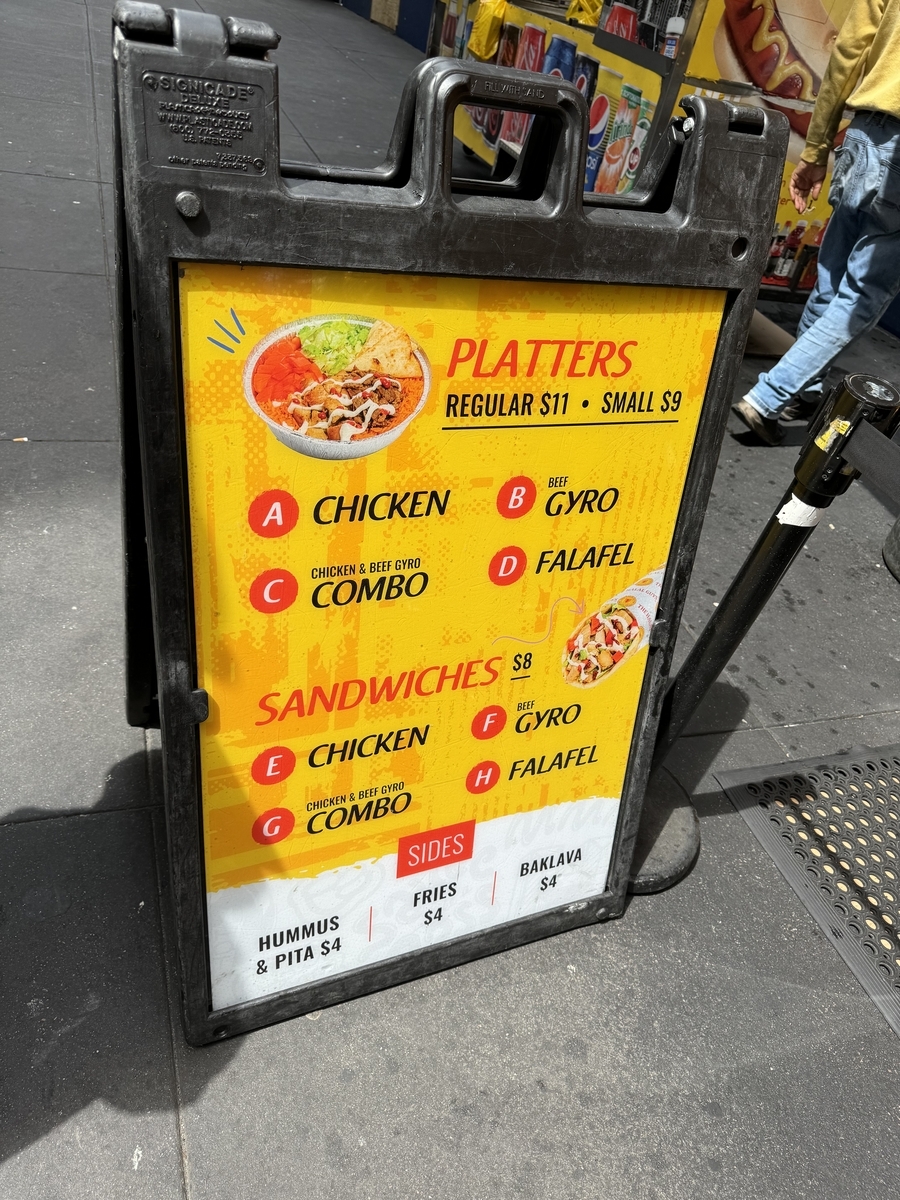 SIGNICADE®
DELUXE
FILL WITH SAND
PLATTERS
REGULAR $11 • SMALL $9
A CHICKEN
B BEEF GYRO
C CHICKEN & BEEF GYRO COMBO
D FALAFEL
SANDWICHES $8
E CHICKEN
F BEEF GYRO
G CHICKEN & BEEF GYRO COMBO
H FALAFEL
SIDES
HUMMUS
& PITA $4
FRIES
$4
BAKLAVA
$4
pepsi